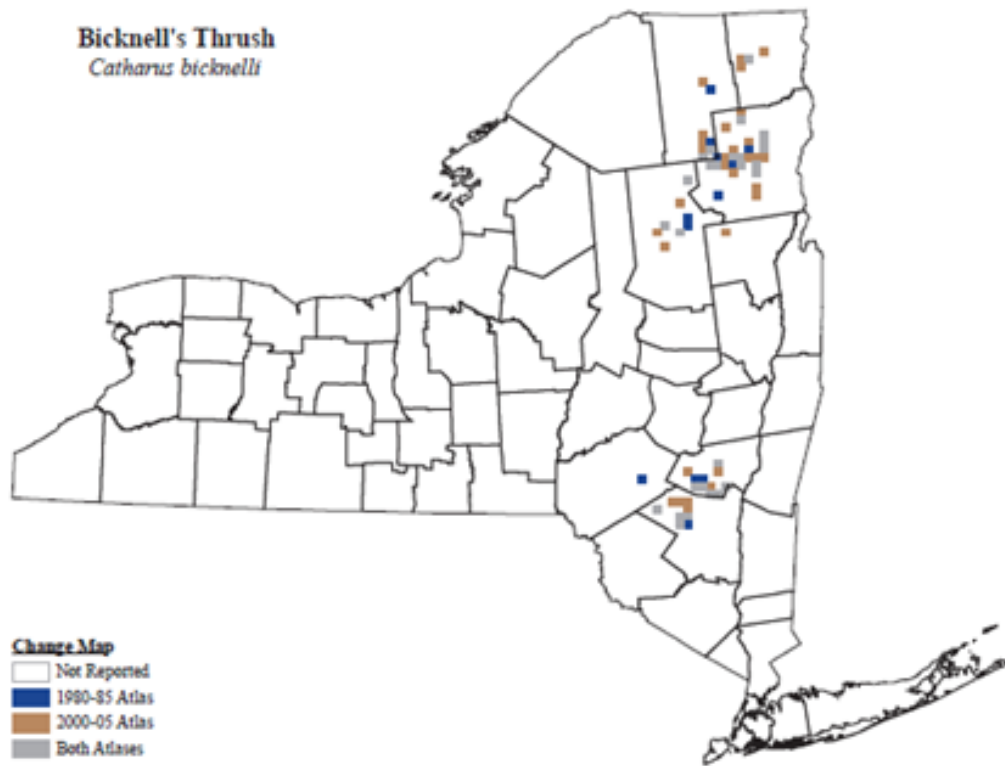 Bicknell's Thrush
Catharus bicknelli
Change Map
Not Reported
1980-85 Atlas
2000-05 Atlas
Both Atlases